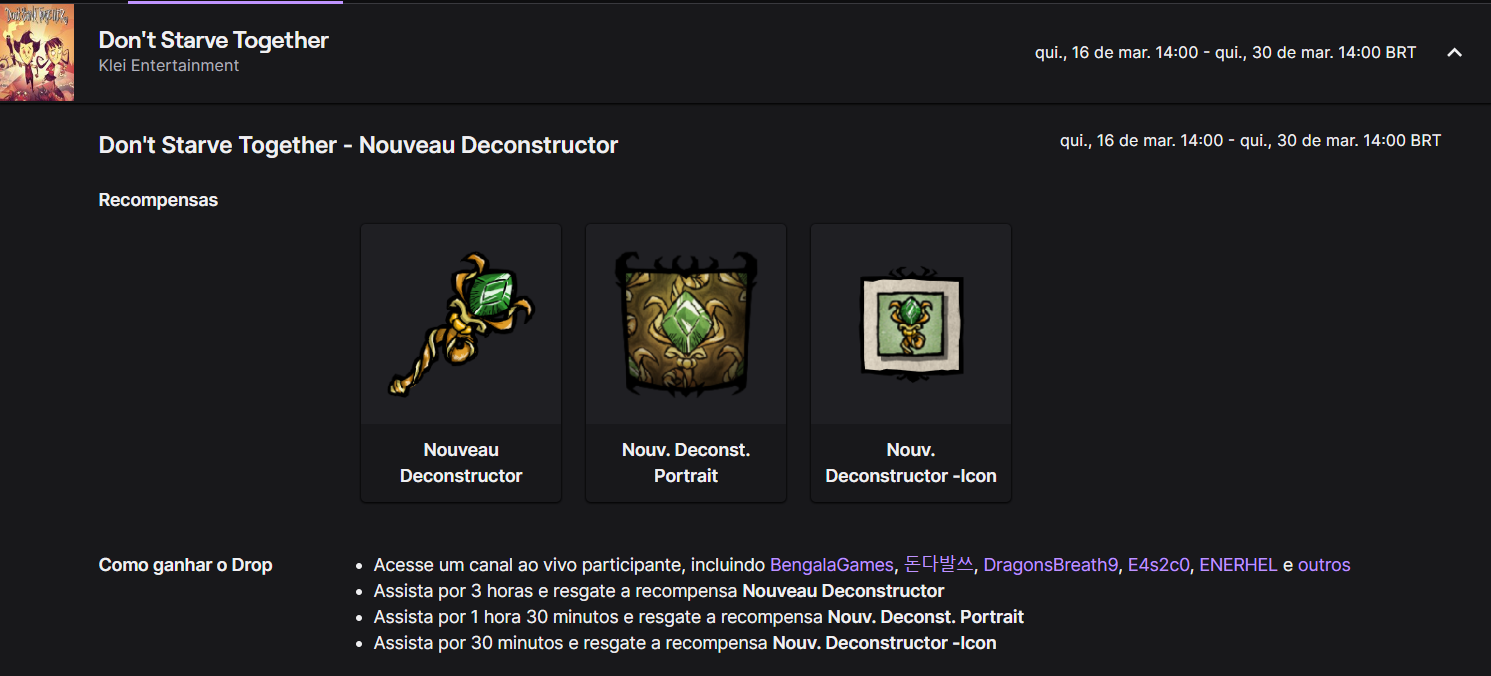 DON'T STARVE TOGETHER
Don't Starve Together
Klei Entertainment
qui., 16 de mar. 14:00 - qui., 30 de mar. 14:00 BRT
Don't Starve Together - Nouveau Deconstructor
qui., 16 de mar. 14:00 - qui., 30 de mar. 14:00 BRT
Recompensas
Nouveau
Deconstructor
Nouv. Deconst.
Portrait
Nouv.
Deconstructor -Icon
Como ganhar o Drop
Acesse um canal ao vivo participante, incluindo BengalaGames, 돈다발쓰, DragonsBreath9, E4s2c0, ENERHEL e outros
Assista por 3 horas e resgate a recompensa Nouveau Deconstructor
Assista por 1 hora 30 minutos e resgate a recompensa Nouv. Deconst. Portrait
Assista por 30 minutos e resgate a recompensa Nouv. Deconstructor -Icon